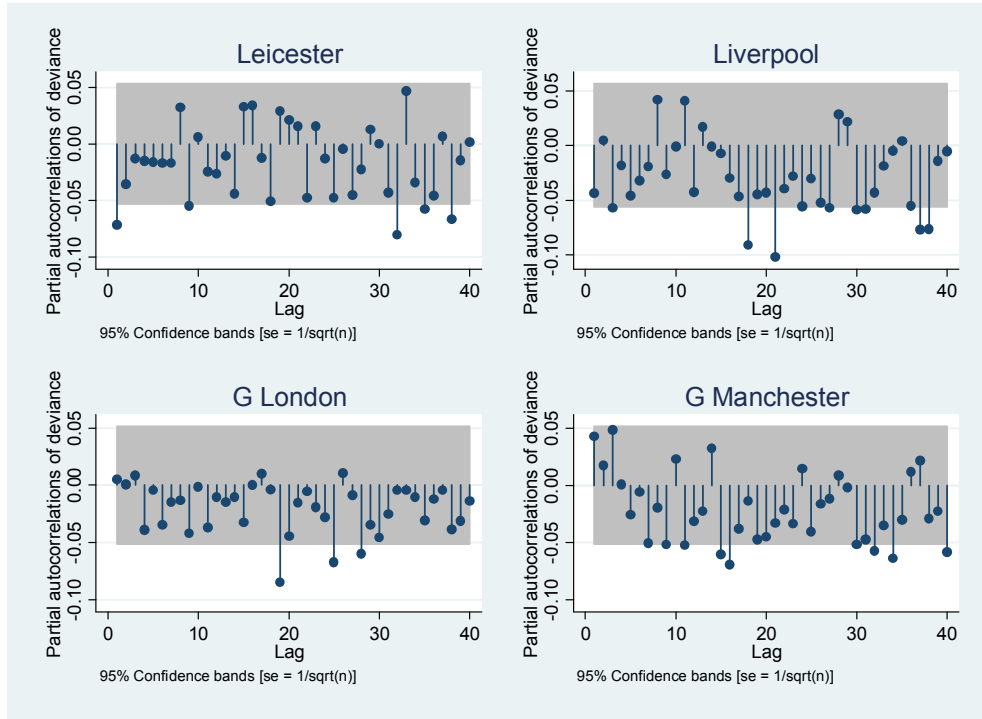 Leicester
Partial autocorrelations of deviance
0.05
0.00
-0.05
-0.10
0 10 20 30 40
Lag
95% Confidence bands [se = 1/sqrt(n)]
Liverpool
Partial autocorrelations of deviance
0.05
0.00
-0.05
-0.10
0 10 20 30 40
Lag
95% Confidence bands [se = 1/sqrt(n)]
G London
Partial autocorrelations of deviance
0.05
0.00
-0.05
-0.10
0 10 20 30 40
Lag
95% Confidence bands [se = 1/sqrt(n)]
G Manchester
Partial autocorrelations of deviance
0.05
0.00
-0.05
-0.10
0 10 20 30 40
Lag
95% Confidence bands [se = 1/sqrt(n)]